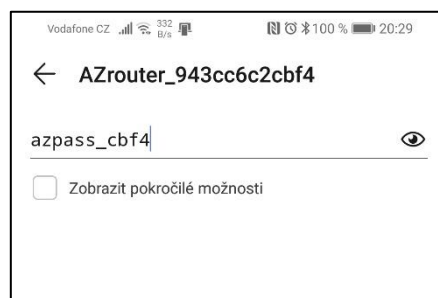 Vodafone CZ 332 B/s 100 % 20:29
AZrouter_943cc6c2cbf4
azpass_cbf4
Zobrazit pokročilé možnosti